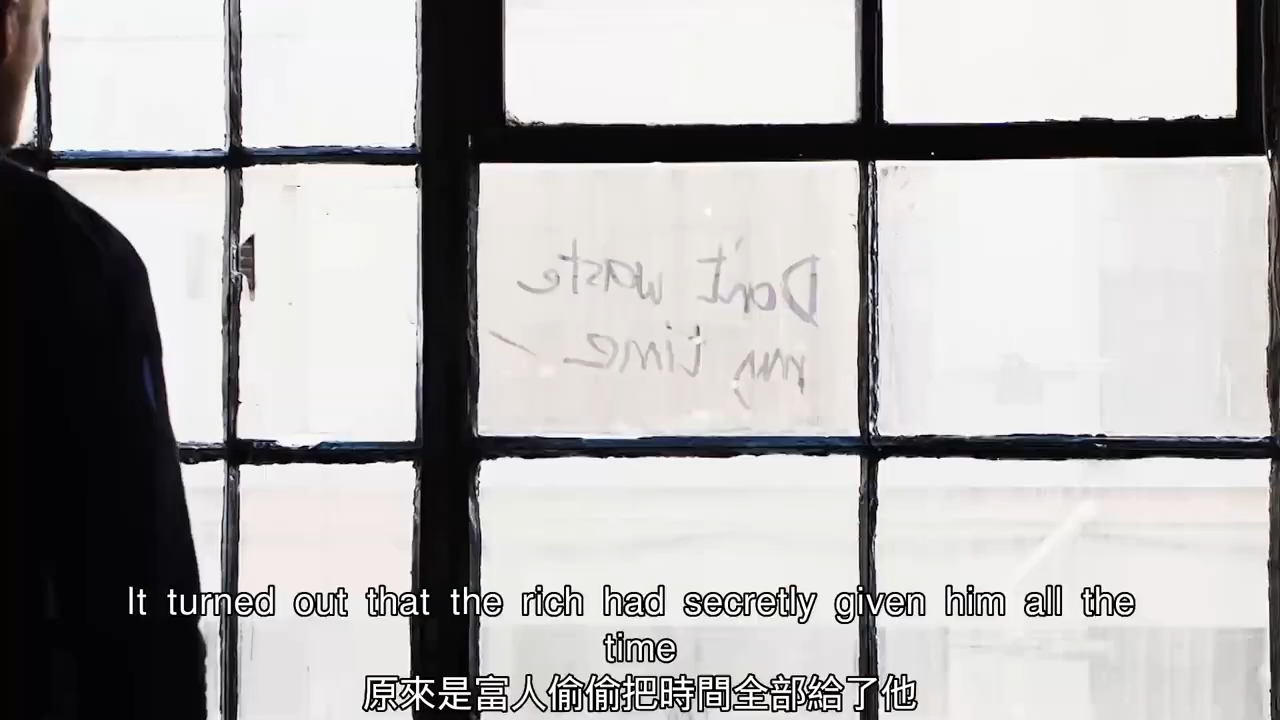 Don't waste
my time
It turned out that the rich had secretly given him all the
time
原來是富人偷偷把時間全部給了他